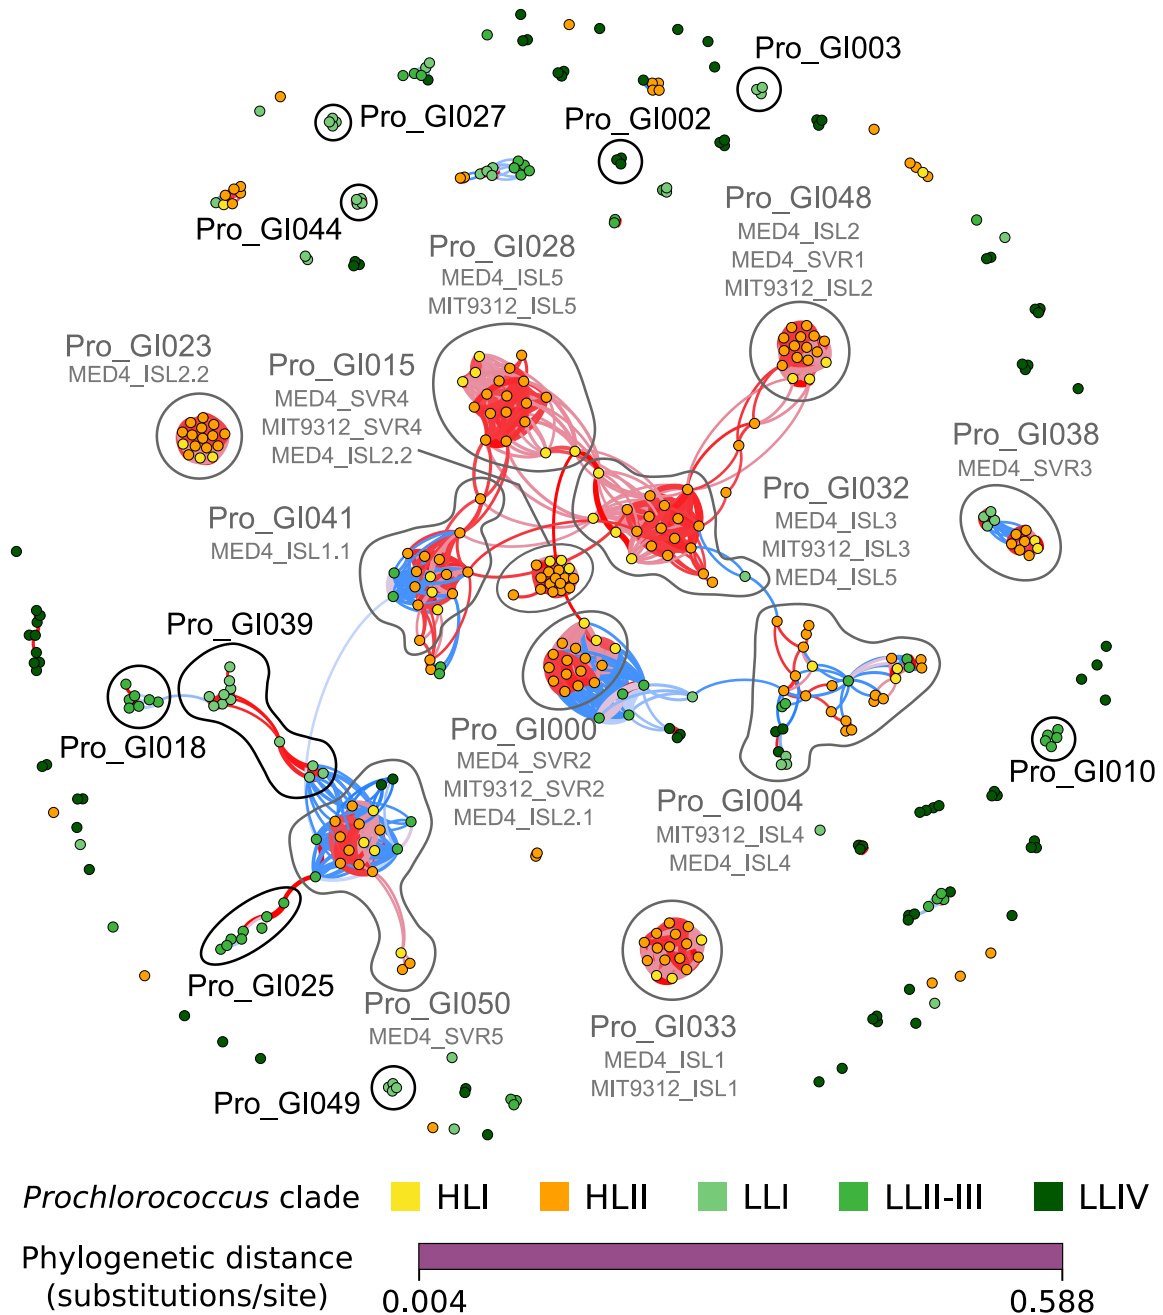 Pro_GI003
Pro_GI027
Pro_GI002
Pro_GI044
Pro_GI048
MED4_ISL2
MED4_SVR1
MIT9312_ISL2
Pro_GI028
MED4_ISL5
MIT9312_ISL5
Pro_GI023
MED4_ISL2.2
Pro_GI015
MED4_SVR4
MIT9312_SVR4
MED4_ISL2.2
Pro_GI038
MED4_SVR3
Pro_GI032
MED4_ISL3
MIT9312_ISL3
MED4_ISL5
Pro_GI041
MED4_ISL1.1
Pro_GI039
Pro_GI018
Pro_GI000
MED4_SVR2
MIT9312_SVR2
MED4_ISL2.1
Pro_GI010
Pro_GI004
MIT9312_ISL4
MED4_ISL4
Pro_GI025
Pro_GI050
MED4_SVR5
Pro_GI033
MED4_ISL1
MIT9312_ISL1
Pro_GI049
Prochlorococcus clade HLI HLII LLI LLII-III LLIV
Phylogenetic distance
(substitutions/site)
0.004 0.588